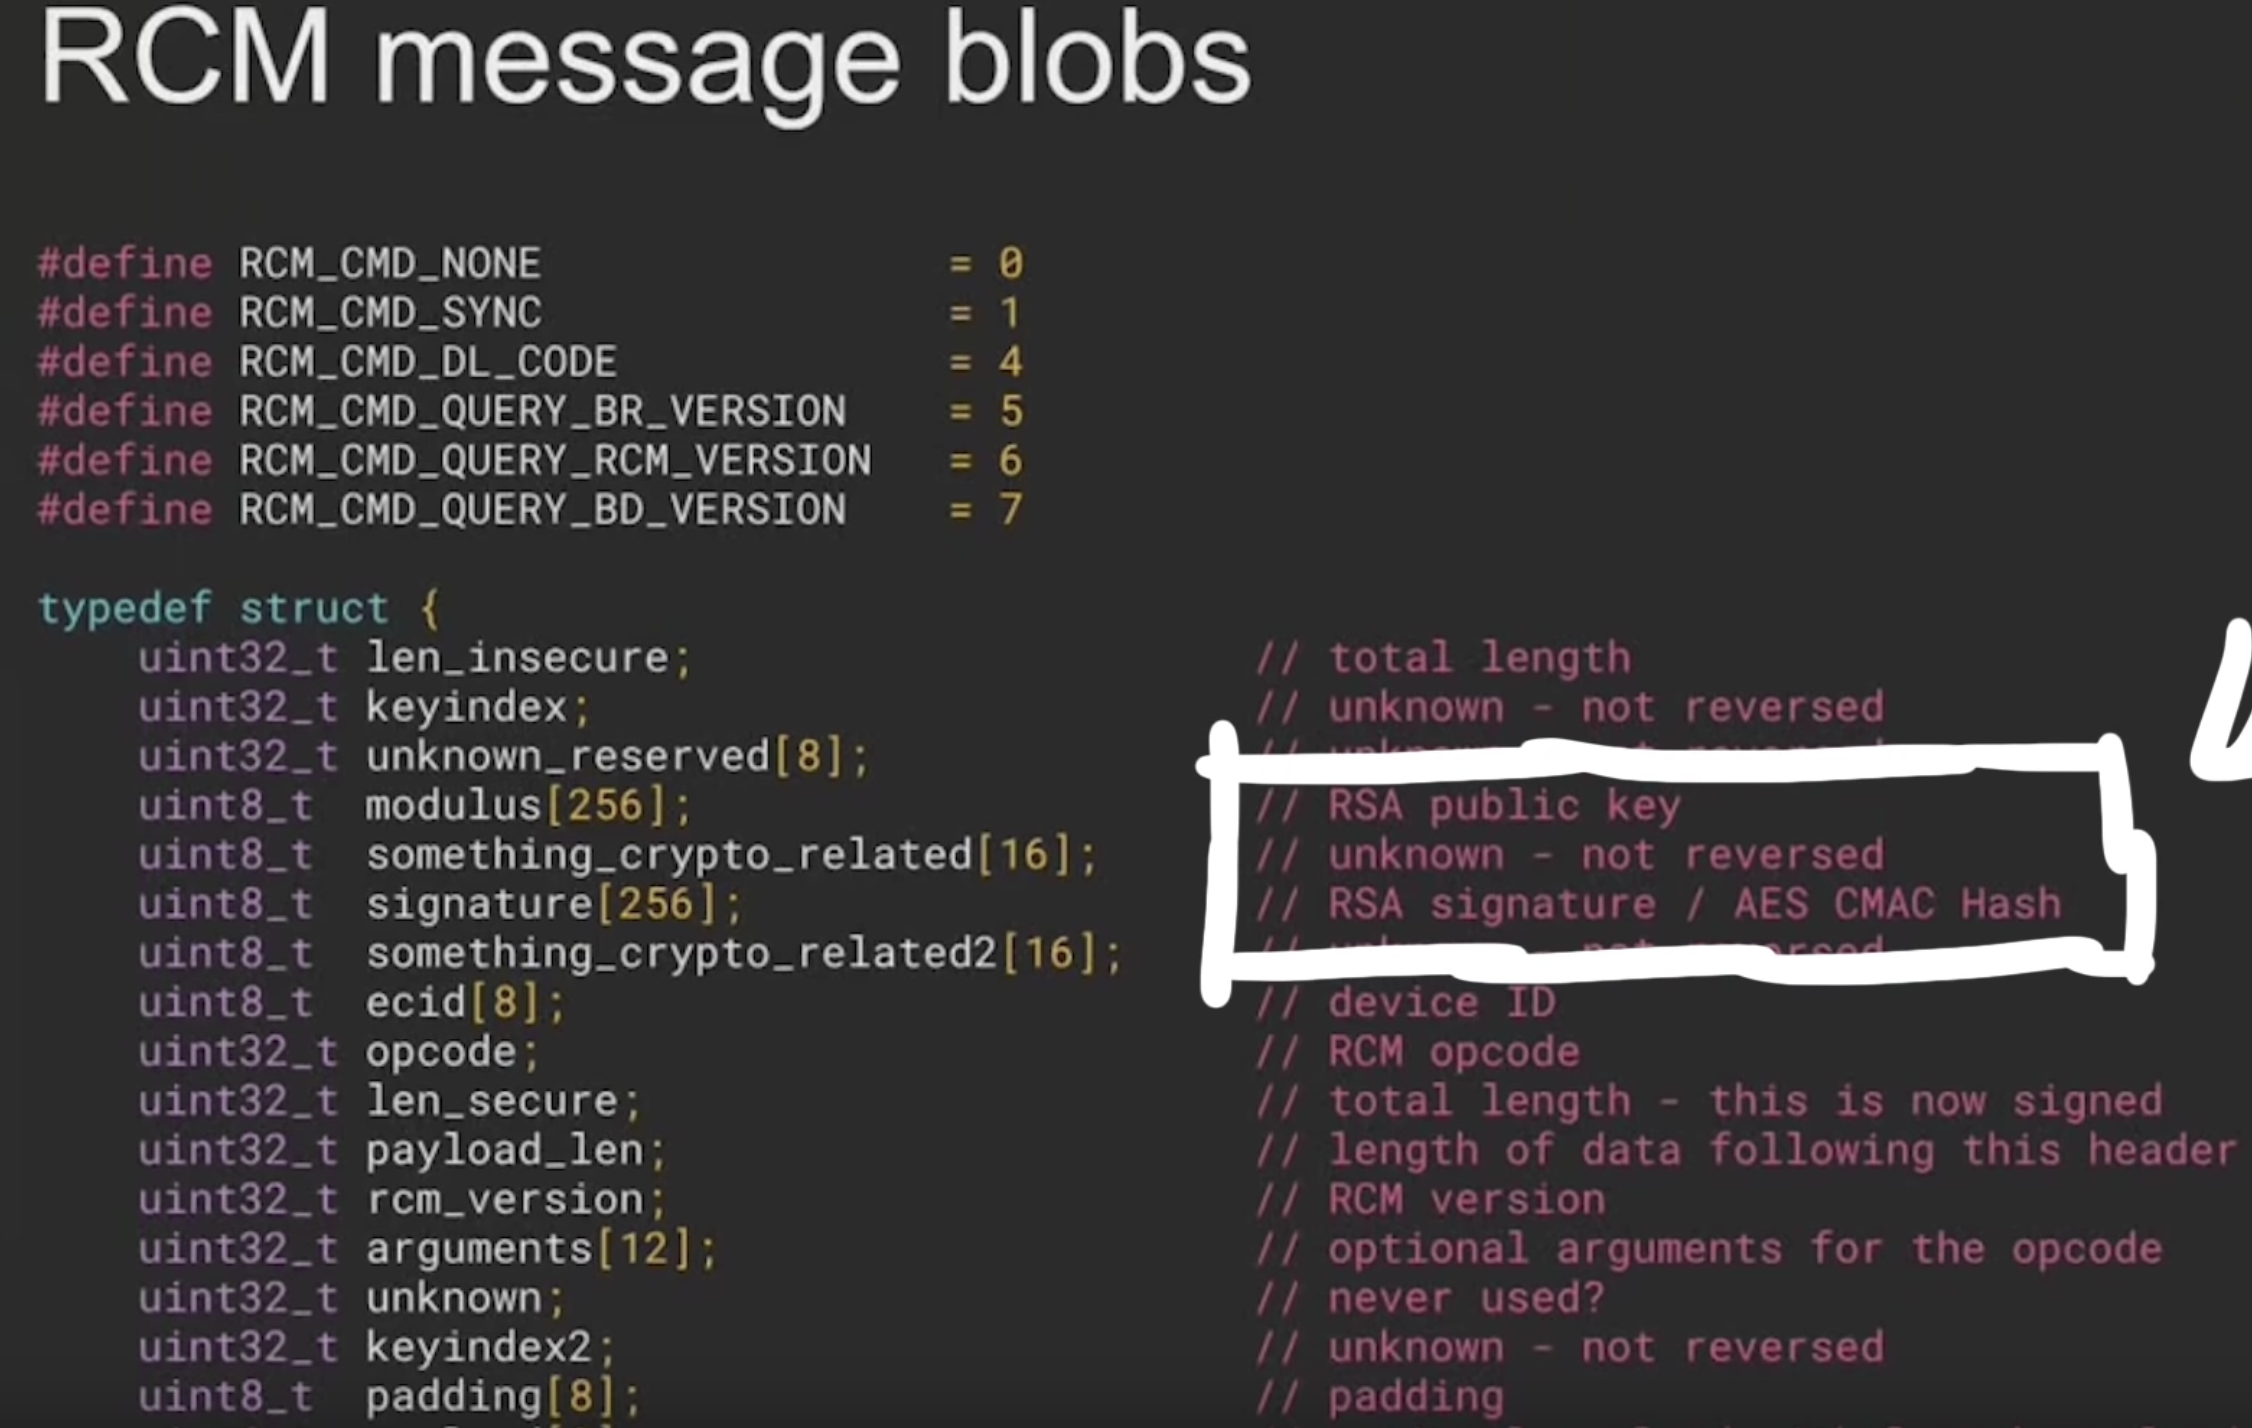 RCM message blobs
#define RCM_CMD_NONE = 0
#define RCM_CMD_SYNC = 1
#define RCM_CMD_DL_CODE = 4
#define RCM_CMD_QUERY_BR_VERSION = 5
#define RCM_CMD_QUERY_RCM_VERSION = 6
#define RCM_CMD_QUERY_BD_VERSION = 7
typedef struct {
uint32_t len_insecure; // total length
uint32_t keyindex; // unknown - not reversed
uint32_t unknown_reserved[8];
uint8_t modulus[256]; // RSA public key
uint8_t something_crypto_related[16]; // unknown - not reversed
uint8_t signature[256]; // RSA signature / AES CMAC Hash
uint8_t something_crypto_related2[16];
uint8_t ecid[8]; // device ID
uint32_t opcode; // RCM opcode
uint32_t len_secure; // total length - this is now signed
uint32_t payload_len; // length of data following this header
uint32_t rcm_version; // RCM version
uint32_t arguments[12]; // optional arguments for the opcode
uint32_t unknown; // never used?
uint32_t keyindex2; // unknown - not reversed
uint8_t padding[8]; // padding